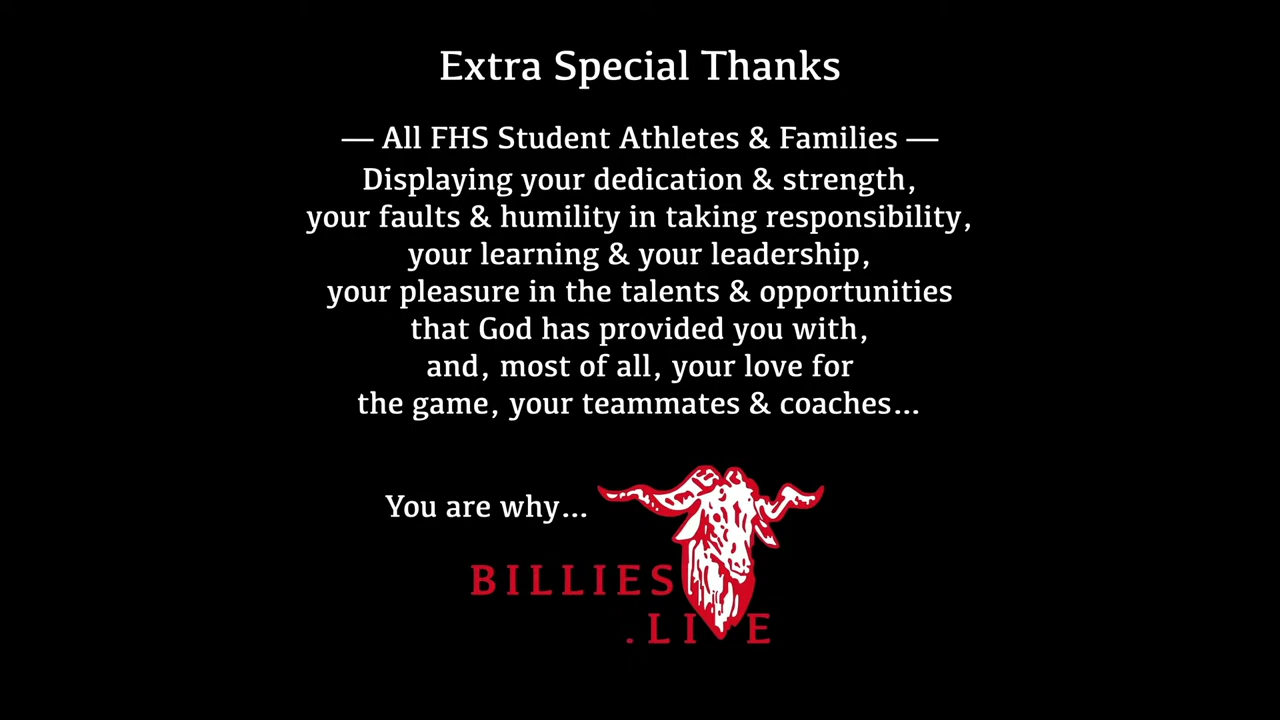 Extra Special Thanks
— All FHS Student Athletes & Families —
Displaying your dedication & strength,
your faults & humility in taking responsibility,
your learning & your leadership,
your pleasure in the talents & opportunities
that God has provided you with,
and, most of all, your love for
the game, your teammates & coaches...
You are why...
BILLIES
.LIVE